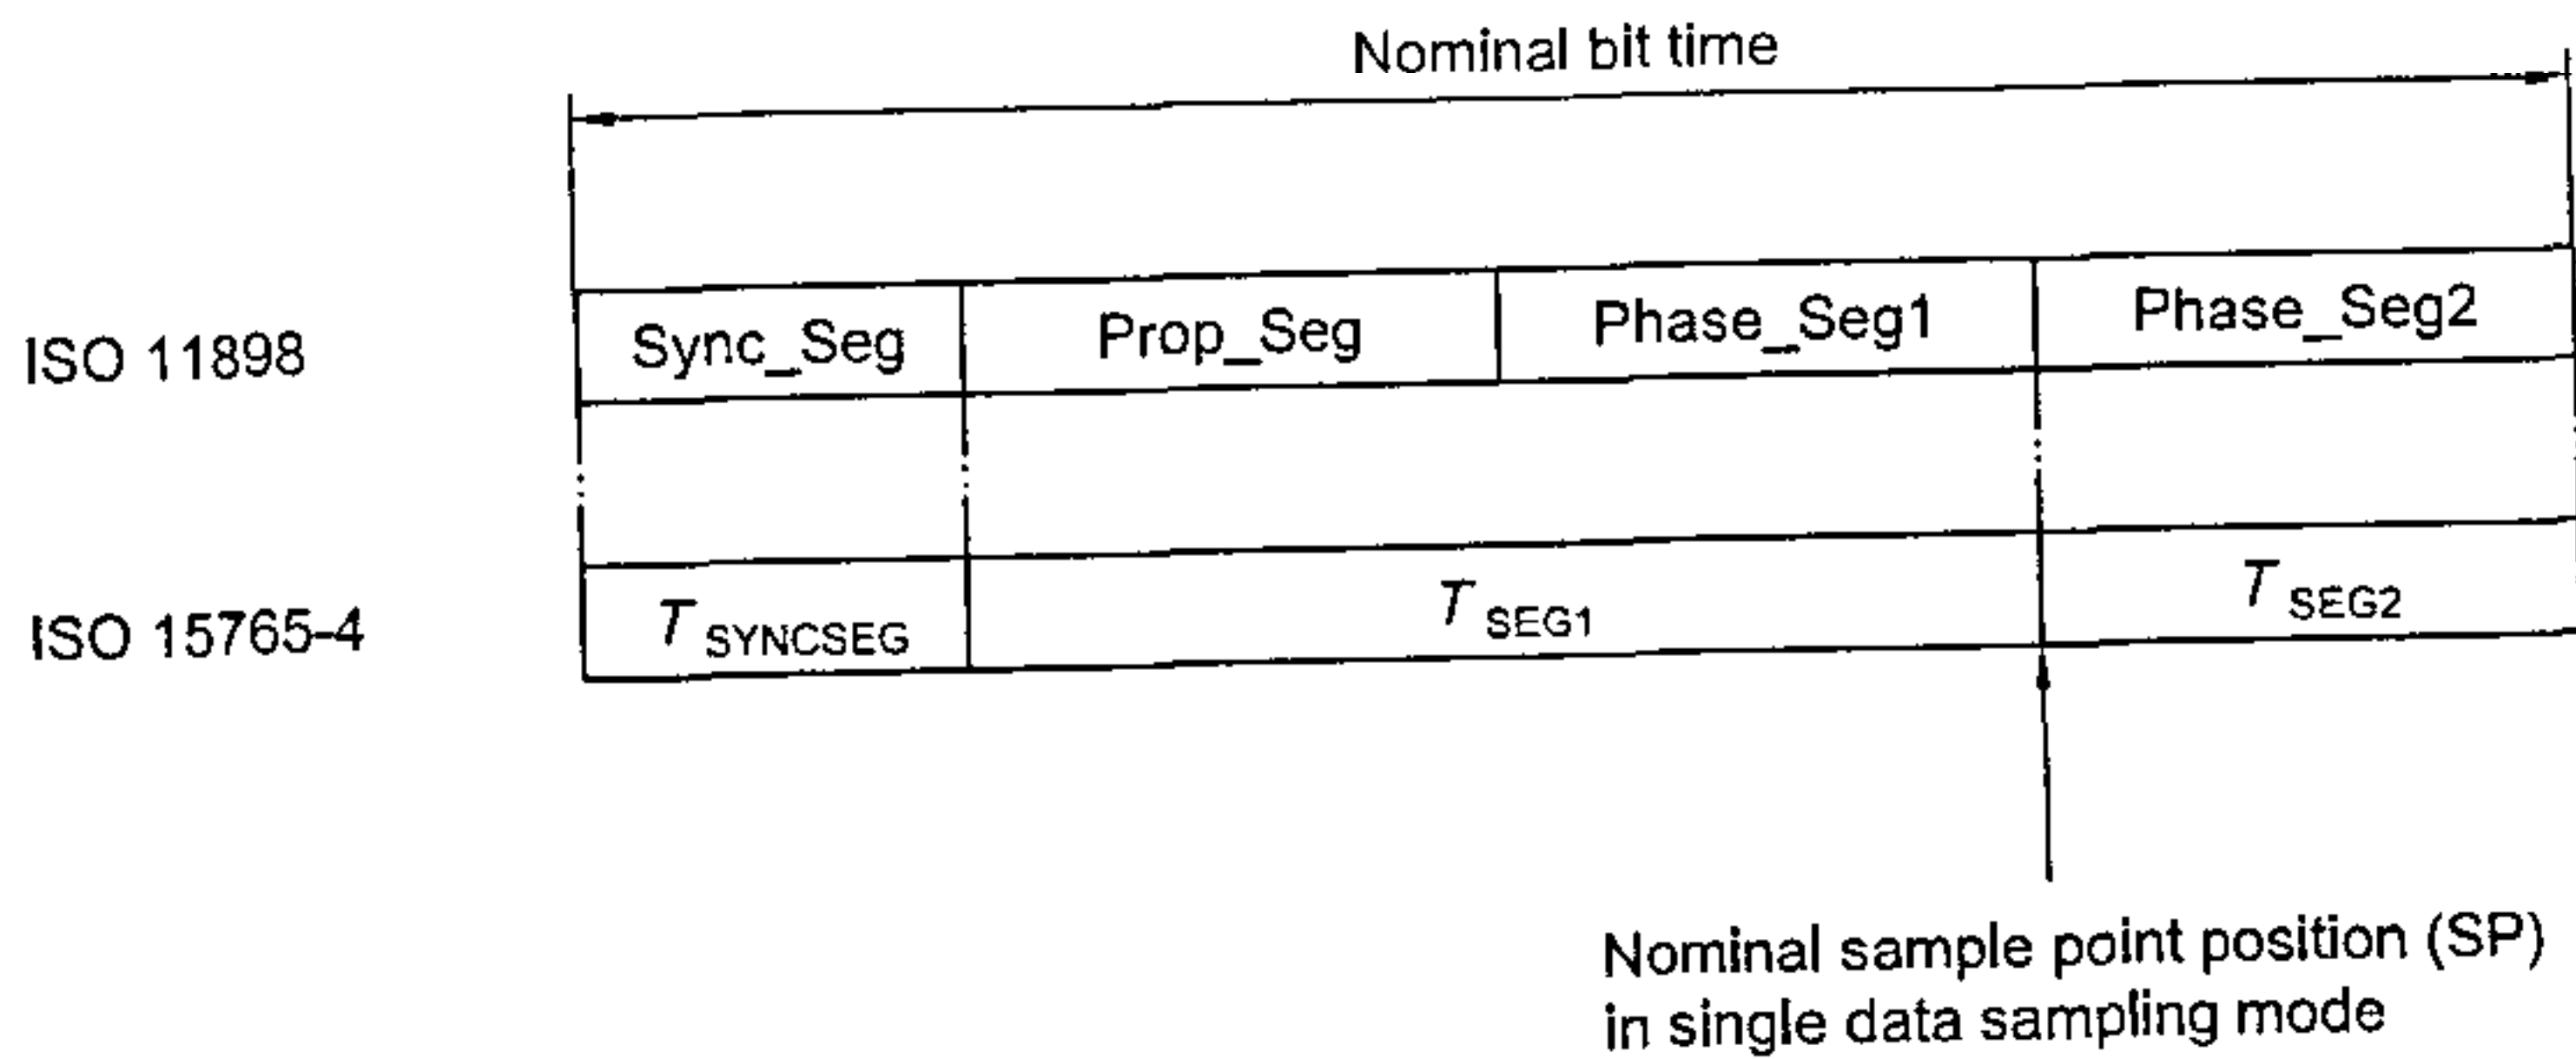 Nominal bit time
ISO 11898
Sync_Seg
Prop_Seg
Phase_Seg1
Phase_Seg2
ISO 15765-4
T SYNCSEG
T SEG1
T SEG2
Nominal sample point position (SP)
in single data sampling mode